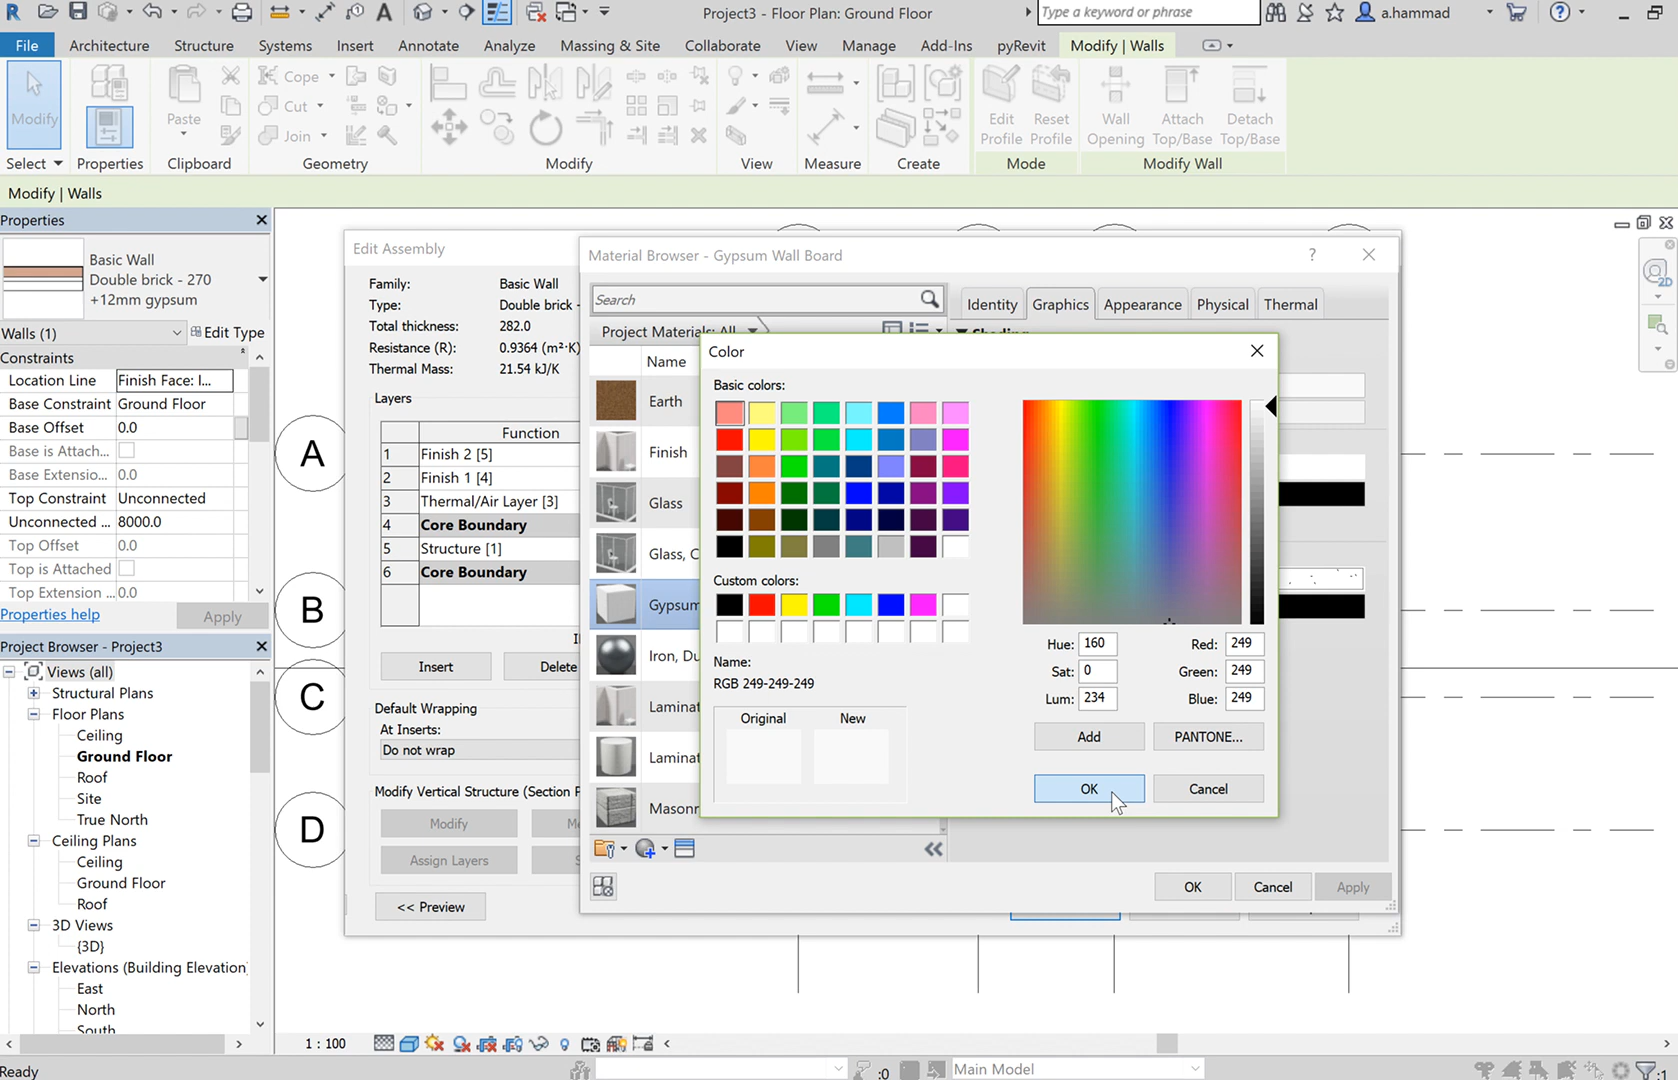 Project3 - Floor Plan: Ground Floor
Type a keyword or phrase
a.hammad
File Architecture Structure Systems Insert Annotate Analyze Massing & Site Collaborate View Manage Add-Ins pyRevit Modify | Walls
Modify
Paste
Cope
Cut
Join
Edit Profile
Reset Profile
Wall Opening
Attach Top/Base
Detach Top/Base
Select Properties Clipboard Geometry Modify View Measure Create Mode Modify Wall
Modify | Walls
Properties
Basic Wall
Double brick - 270
+12mm gypsum
Walls (1) Edit Type
Constraints
Location Line Finish Face: I...
Base Constraint Ground Floor
Base Offset 0.0
Base is Attach...
Base Extensio... 0.0
Top Constraint Unconnected
Unconnected ... 8000.0
Top Offset 0.0
Top is Attached
Top Extension ... 0.0
Properties help Apply
Project Browser - Project3
Views (all)
Structural Plans
Floor Plans
Ceiling
Ground Floor
Roof
Site
True North
Ceiling Plans
Ceiling
Ground Floor
Roof
3D Views
{3D}
Elevations (Building Elevation)
East
North
South
A
B
C
D
Edit Assembly
Family: Basic Wall
Type: Double brick -
Total thickness: 282.0
Resistance (R): 0.9364 (m²·K)
Thermal Mass: 21.54 kJ/K
Layers
Function
1 Finish 2 [5]
2 Finish 1 [4]
3 Thermal/Air Layer [3]
4 Core Boundary
5 Structure [1]
6 Core Boundary
Insert Delete
Default Wrapping
At Inserts:
Do not wrap
Modify Vertical Structure (Section P
Modify
Assign Layers
<< Preview
Material Browser - Gypsum Wall Board
?
Search
Identity Graphics Appearance Physical Thermal
Project Materials: All
Shading
Name
Earth
Finish
Glass
Glass, C
Gypsum
Iron, Du
Laminat
Laminat
Mason
OK Cancel Apply
Color
Basic colors:
Custom colors:
Name:
RGB 249-249-249
Original New
Hue: 160 Red: 249
Sat: 0 Green: 249
Lum: 234 Blue: 249
Add PANTONE...
OK Cancel
1 : 100
Ready
:0
Main Model
:1